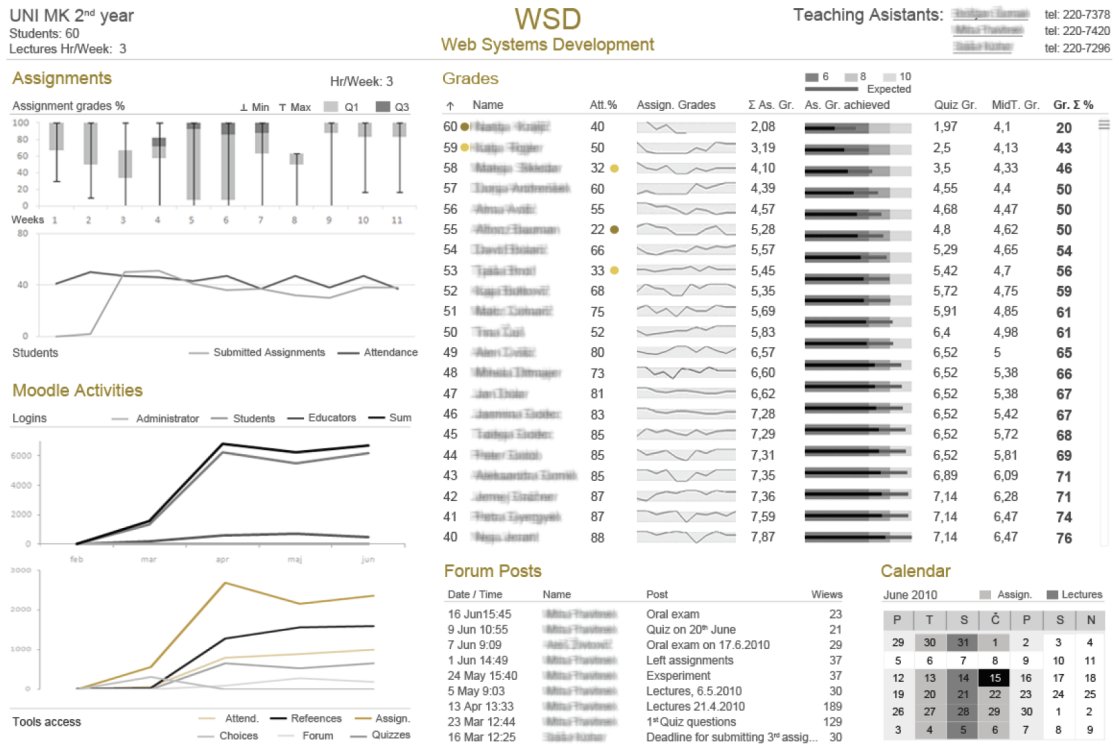 UNI MK 2nd year
Students: 60
Lectures Hr/Week: 3
WSD
Web Systems Development
Teaching Asistants:
tel: 220-7378
tel: 220-7420
tel: 220-7296
Assignments
Hr/Week: 3
Assignment grades %
Min Max Q1 Q3
100
80
60
40
20
0
Weeks 1 2 3 4 5 6 7 8 9 10 11
80
40
0
Students
Submitted Assignments Attendance
Moodle Activities
Logins Administrator Students Educators Sum
6000
4000
2000
0
feb mar apr maj jun
3000
2000
1000
0
Tools access
Attend. Refeences Assign.
Choices Forum Quizzes
Grades
6 8 10
Expected
↑ Name Att.% Assign. Grades Σ As. Gr. As. Gr. achieved Quiz Gr. MidT. Gr. Gr. Σ %
60 40 2,08 1,97 4,1 20
59 50 3,19 2,5 4,13 43
58 32 4,10 3,5 4,33 46
57 60 4,39 4,55 4,4 50
56 55 4,57 4,68 4,47 50
55 22 5,28 4,8 4,62 50
54 66 5,57 5,29 4,65 54
53 33 5,45 5,42 4,7 56
52 68 5,35 5,72 4,75 59
51 75 5,69 5,91 4,85 61
50 52 5,83 6,4 4,98 61
49 80 6,57 6,52 5 65
48 73 6,60 6,52 5,38 66
47 81 6,62 6,52 5,38 67
46 83 7,28 6,52 5,42 67
45 85 7,29 6,52 5,72 68
44 85 7,31 6,52 5,81 69
43 85 7,35 6,89 6,09 71
42 87 7,36 7,14 6,28 71
41 87 7,59 7,14 6,47 74
40 88 7,87 7,14 6,47 76
Forum Posts
Date / Time Name Post Wiews
16 Jun15:45 Oral exam 23
9 Jun 10:55 Quiz on 20th June 21
7 Jun 9:09 Oral exam on 17.6.2010 29
1 Jun 14:49 Left assignments 37
24 May 15:40 Exsperiment 37
5 May 9:03 Lectures, 6.5.2010 30
13 Apr 13:33 Lectures 21.4.2010 189
23 Mar 12:44 1st Quiz questions 129
16 Mar 12:25 Deadline for submitting 3rd assig... 30
Calendar
June 2010 Assign. Lectures
P T S Č P S N
29 30 31 1 2 3 4
5 6 7 8 9 10 11
12 13 14 15 16 17 18
19 20 21 22 23 24 25
26 27 28 29 30 1 2
3 4 5 6 7 8 9